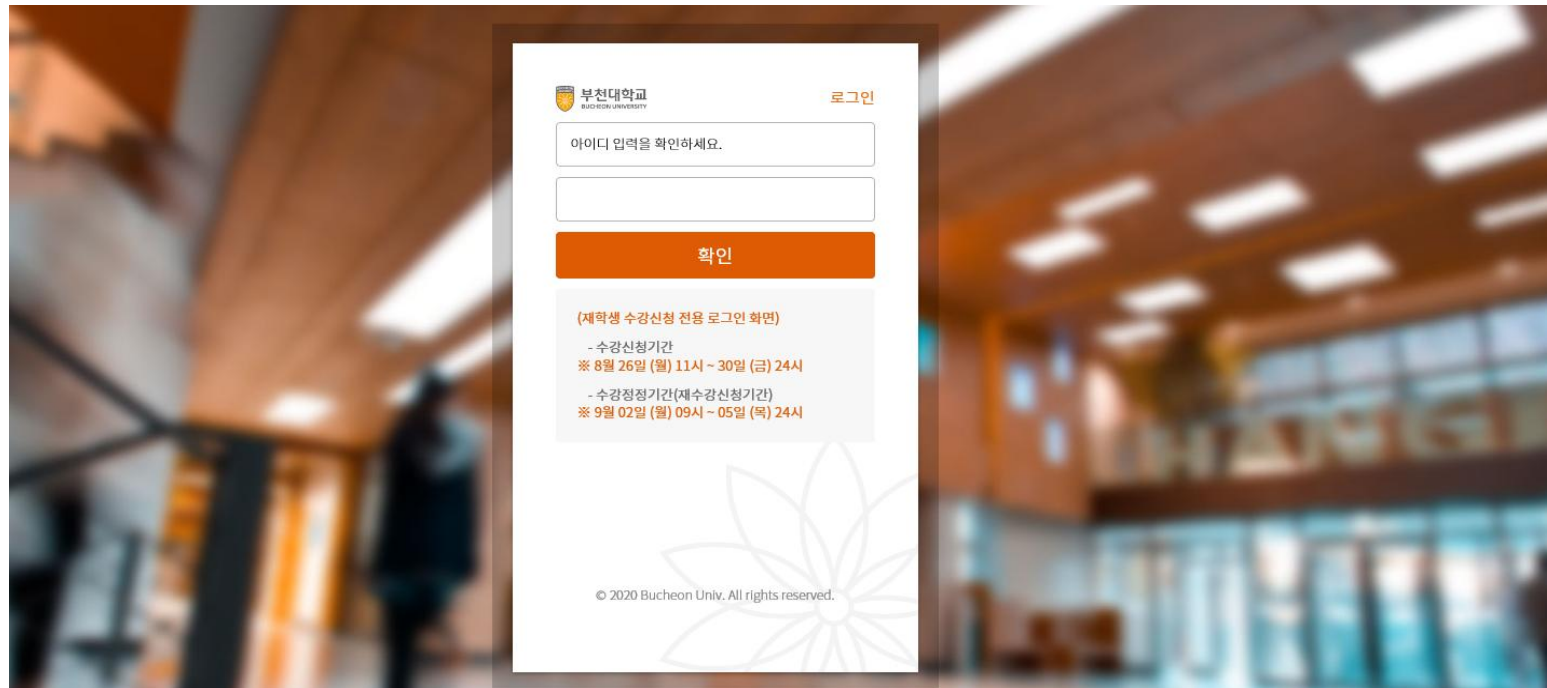 부천대학교
BUCHEON UNIVERSITY
로그인
아이디 입력을 확인하세요.
확인
(재학생 수강신청 전용 로그인 화면)
- 수강신청기간
※ 8월 26일 (월) 11시 ~ 30일 (금) 24시
- 수강정정기간(재수강신청기간)
※ 9월 02일 (월) 09시 ~ 05일 (목) 24시
© 2020 Bucheon Univ. All rights reserved.